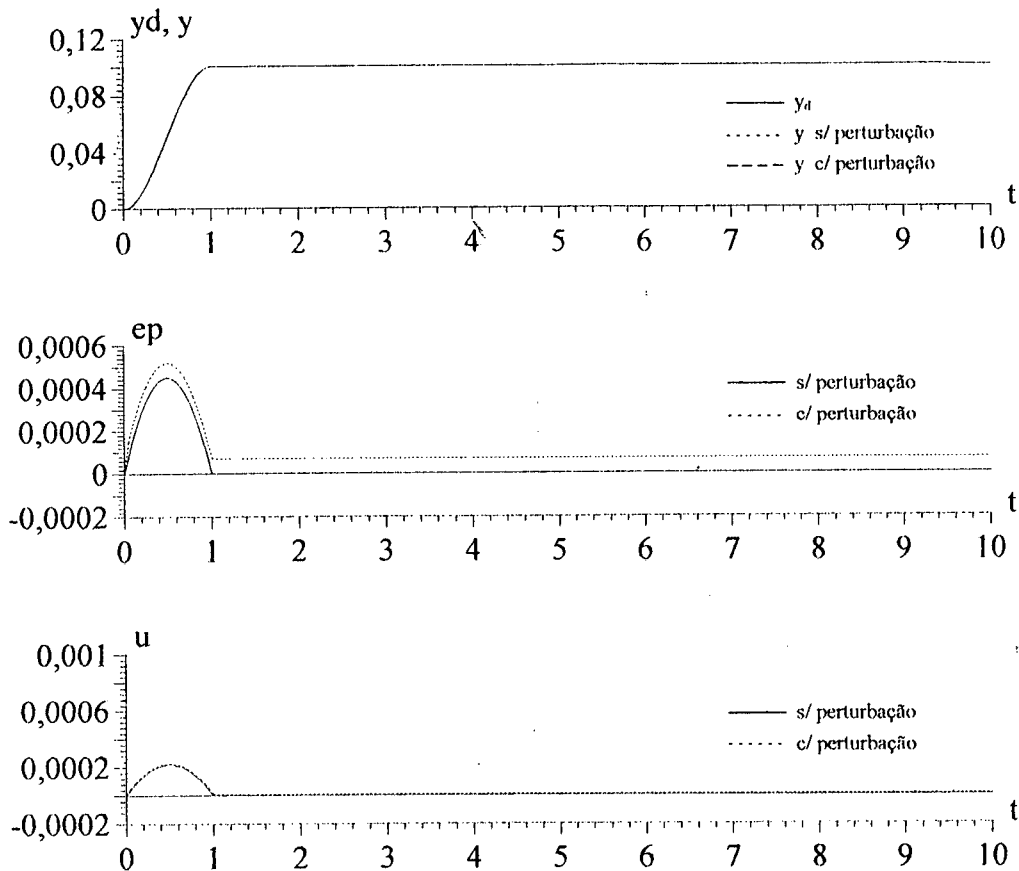 yd, y
0,12
0,08
0,04
0
yd
y s/ perturbação
y c/ perturbação
t
0 1 2 3 4 5 6 7 8 9 10
ep
0,0006
0,0004
0,0002
0
-0,0002
s/ perturbação
c/ perturbação
t
0 1 2 3 4 5 6 7 8 9 10
u
0,001
0,0006
0,0002
-0,0002
s/ perturbação
c/ perturbação
t
0 1 2 3 4 5 6 7 8 9 10